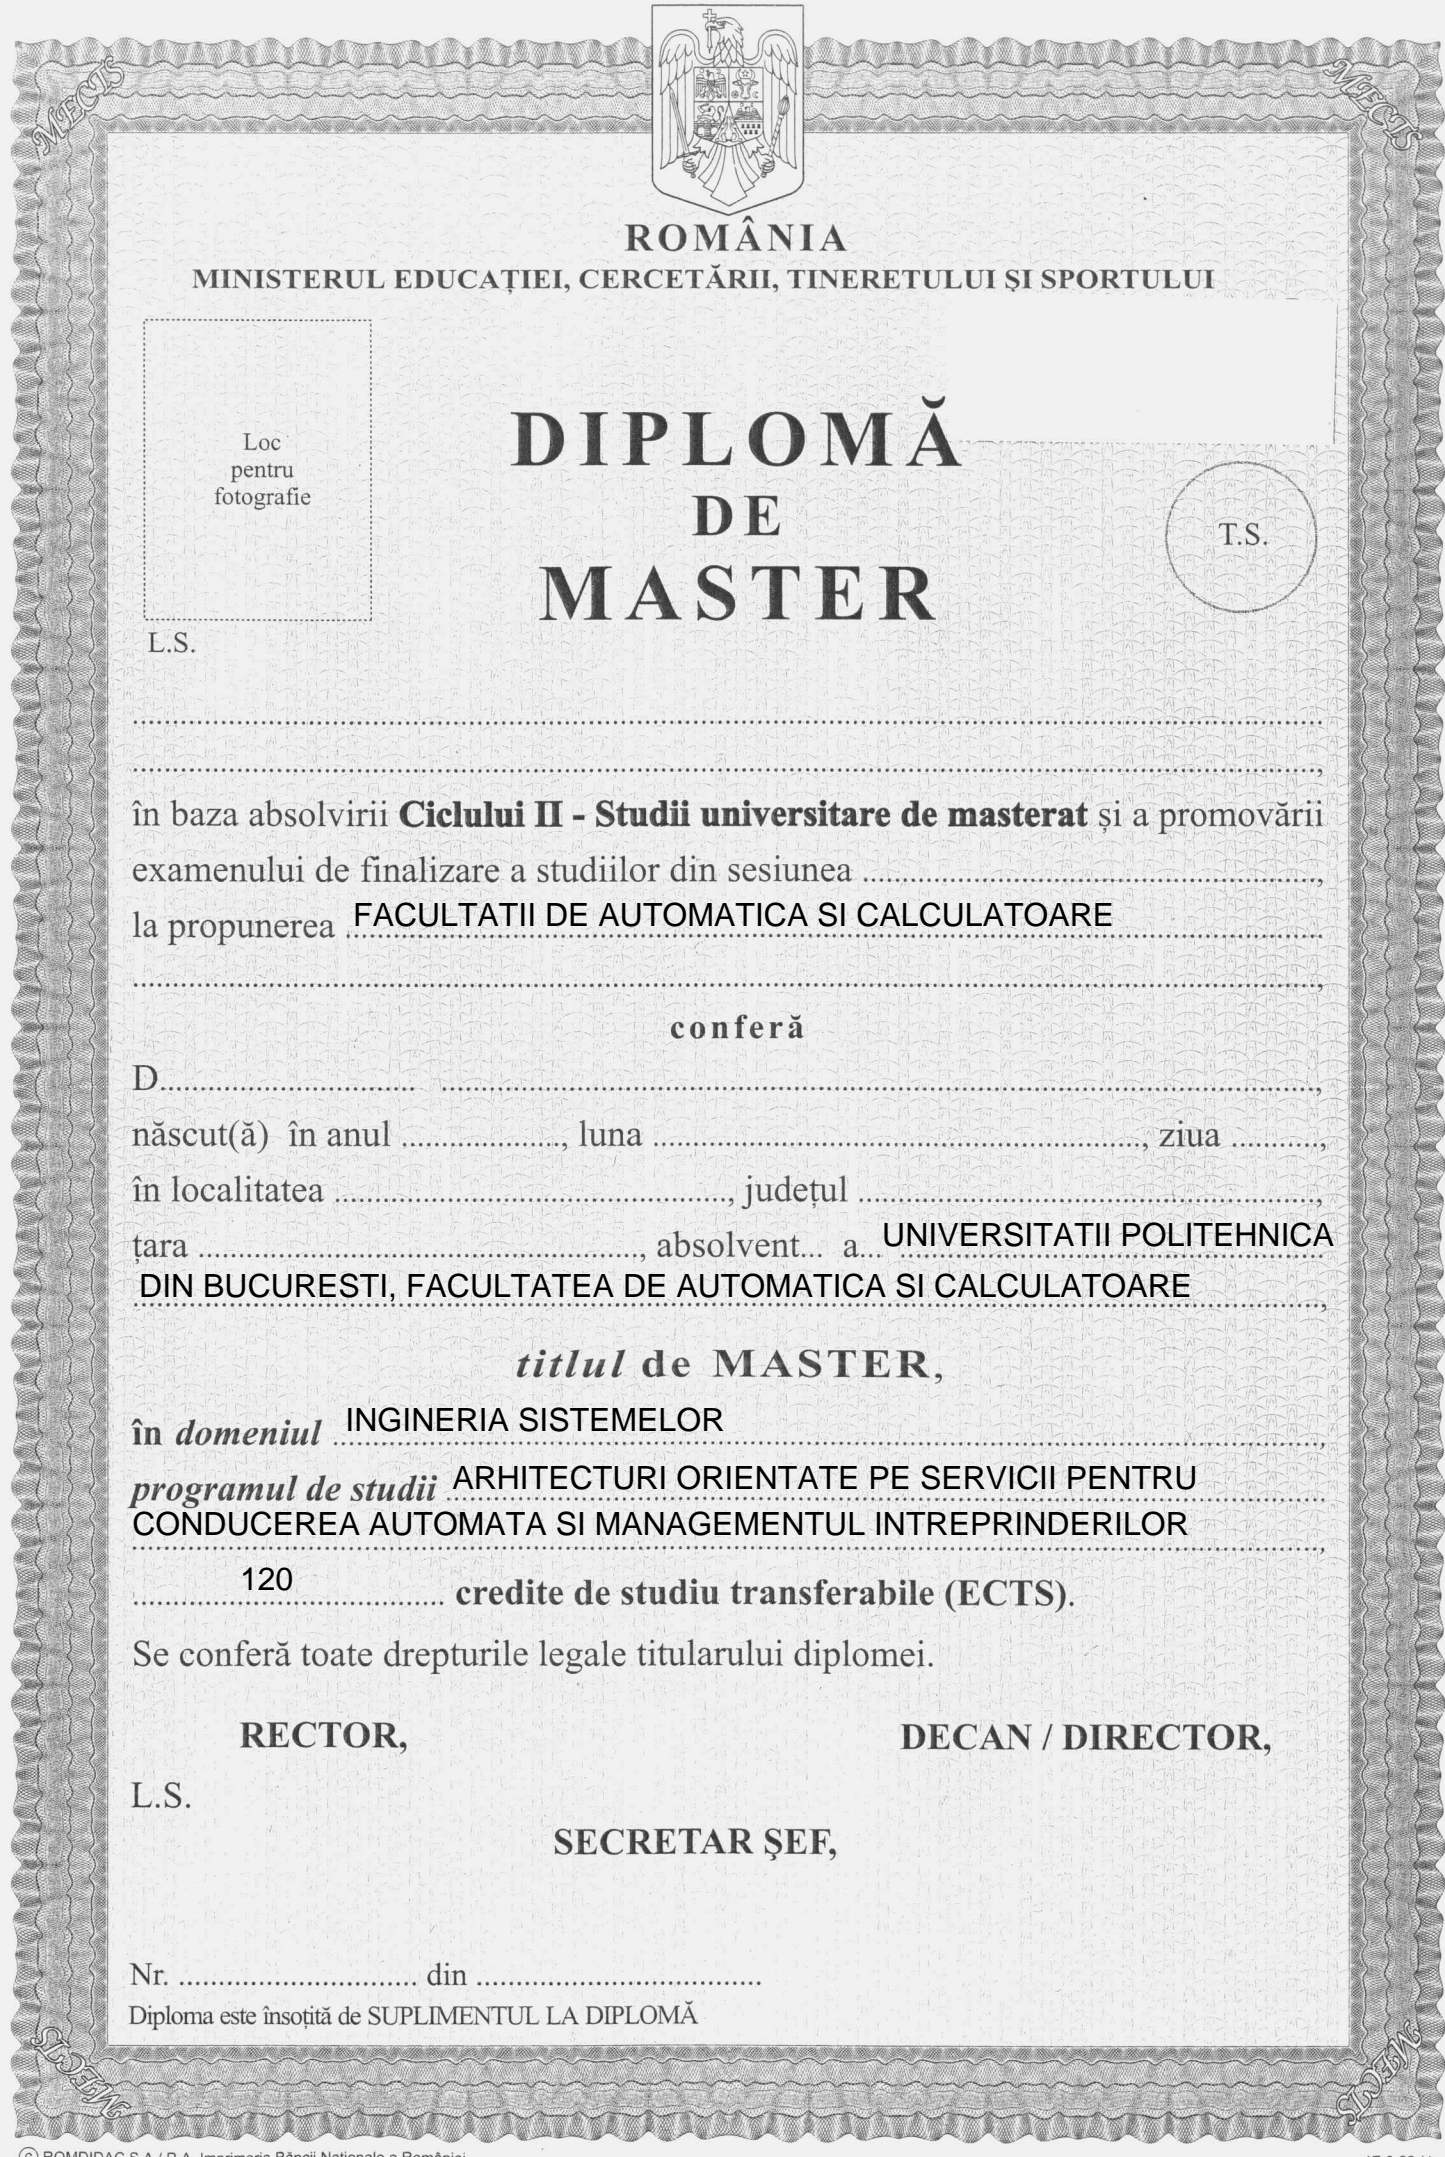 MECTS
MECTS
ROMÂNIA
MINISTERUL EDUCAȚIEI, CERCETĂRII, TINERETULUI ȘI SPORTULUI
Loc
pentru
fotografie
DIPLOMĂ
DE
MASTER
T.S.
L.S.
în baza absolvirii Ciclului II - Studii universitare de masterat și a promovării
examenului de finalizare a studiilor din sesiunea ....................,
la propunerea FACULTATII DE AUTOMATICA SI CALCULATOARE
conferă
D.................... ....................,
născut(ă) în anul ...................., luna ...................., ziua ..........,
în localitatea ...................., județul ....................,
țara ...................., absolvent... a... UNIVERSITATII POLITEHNICA
DIN BUCURESTI, FACULTATEA DE AUTOMATICA SI CALCULATOARE,
titlul de MASTER,
în domeniul INGINERIA SISTEMELOR,
programul de studii ARHITECTURI ORIENTATE PE SERVICII PENTRU
CONDUCEREA AUTOMATA SI MANAGEMENTUL INTREPRINDERILOR,
120 credite de studiu transferabile (ECTS).
Se conferă toate drepturile legale titularului diplomei.
RECTOR, DECAN / DIRECTOR,
L.S.
SECRETAR ȘEF,
Nr. .................... din ....................
Diploma este însoțită de SUPLIMENTUL LA DIPLOMĂ
MECTS
MECTS